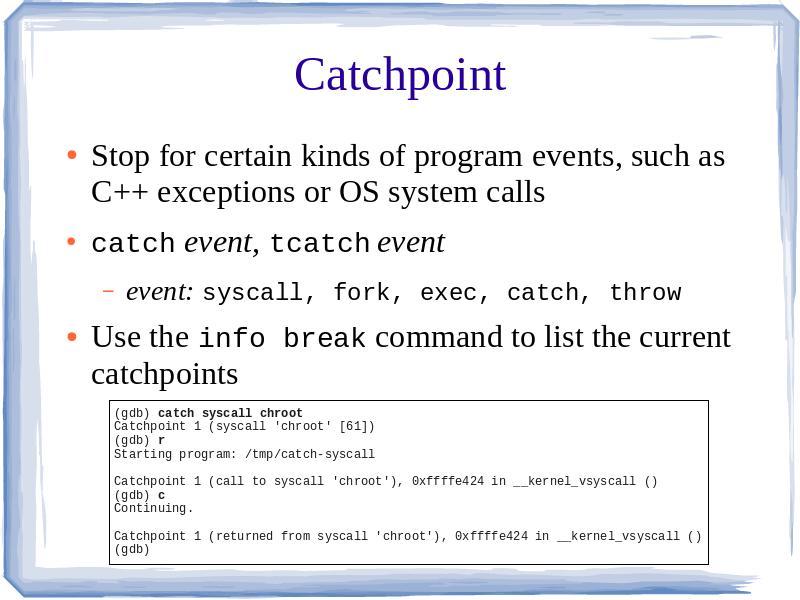 Catchpoint
• Stop for certain kinds of program events, such as
C++ exceptions or OS system calls
• catch event, tcatch event
– event: syscall, fork, exec, catch, throw
• Use the info break command to list the current
catchpoints
(gdb) catch syscall chroot
Catchpoint 1 (syscall 'chroot' [61])
(gdb) r
Starting program: /tmp/catch-syscall
Catchpoint 1 (call to syscall 'chroot'), 0xffffe424 in __kernel_vsyscall ()
(gdb) c
Continuing.
Catchpoint 1 (returned from syscall 'chroot'), 0xffffe424 in __kernel_vsyscall ()
(gdb)